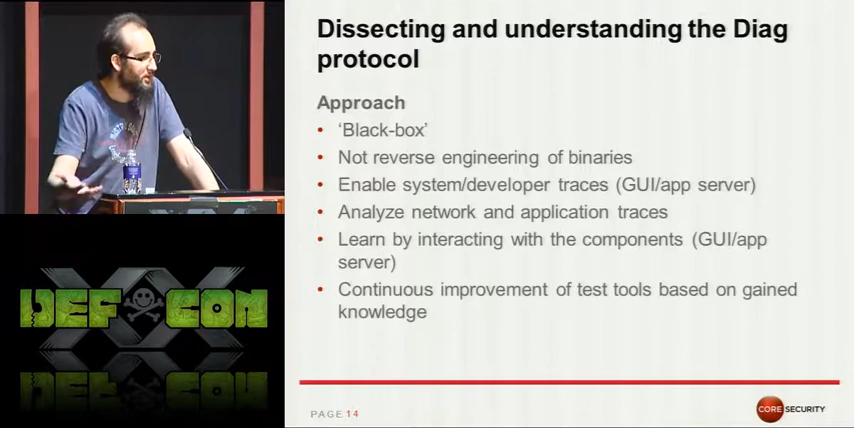 Dissecting and understanding the Diag
protocol
Approach
• 'Black-box'
• Not reverse engineering of binaries
• Enable system/developer traces (GUI/app server)
• Analyze network and application traces
• Learn by interacting with the components (GUI/app
server)
• Continuous improvement of test tools based on gained
knowledge
DEF CON
XX
PAGE 14
CORE SECURITY